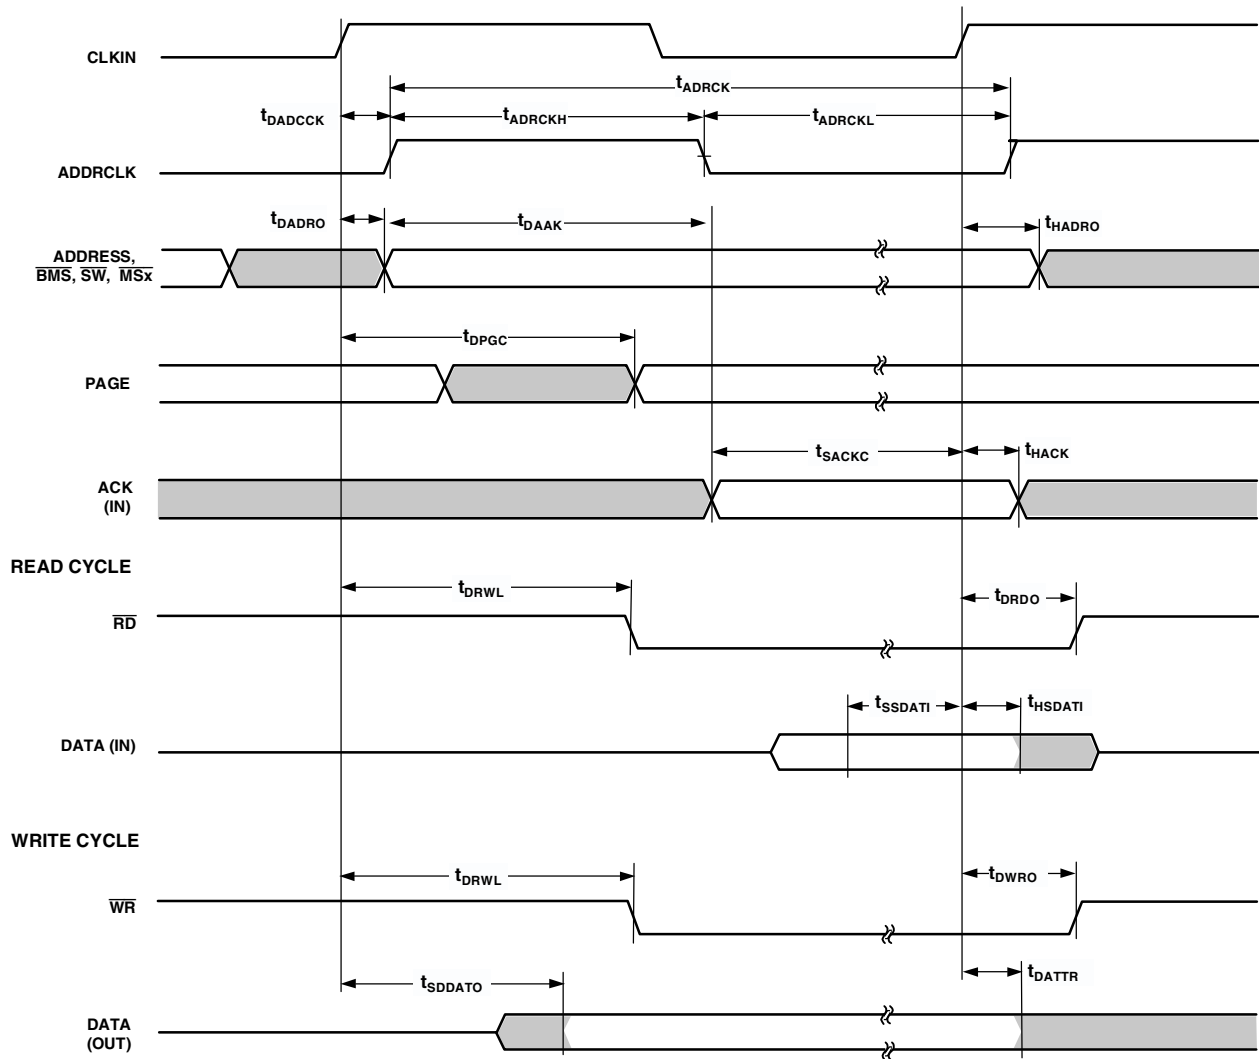 CLKIN
tADRCK
tDADCCK
tADRCKH
tADRCKL
ADDRCLK
tDADRO
tDAAK
tHADRO
ADDRESS,
BMS, SW, MSx
tDPGC
PAGE
tSACKC
tHACK
ACK
(IN)
READ CYCLE
tDRWL
tDRDO
RD
tSSDATI
tHSDATI
DATA (IN)
WRITE CYCLE
tDRWL
tDWRO
WR
tSDDATO
tDATTR
DATA
(OUT)